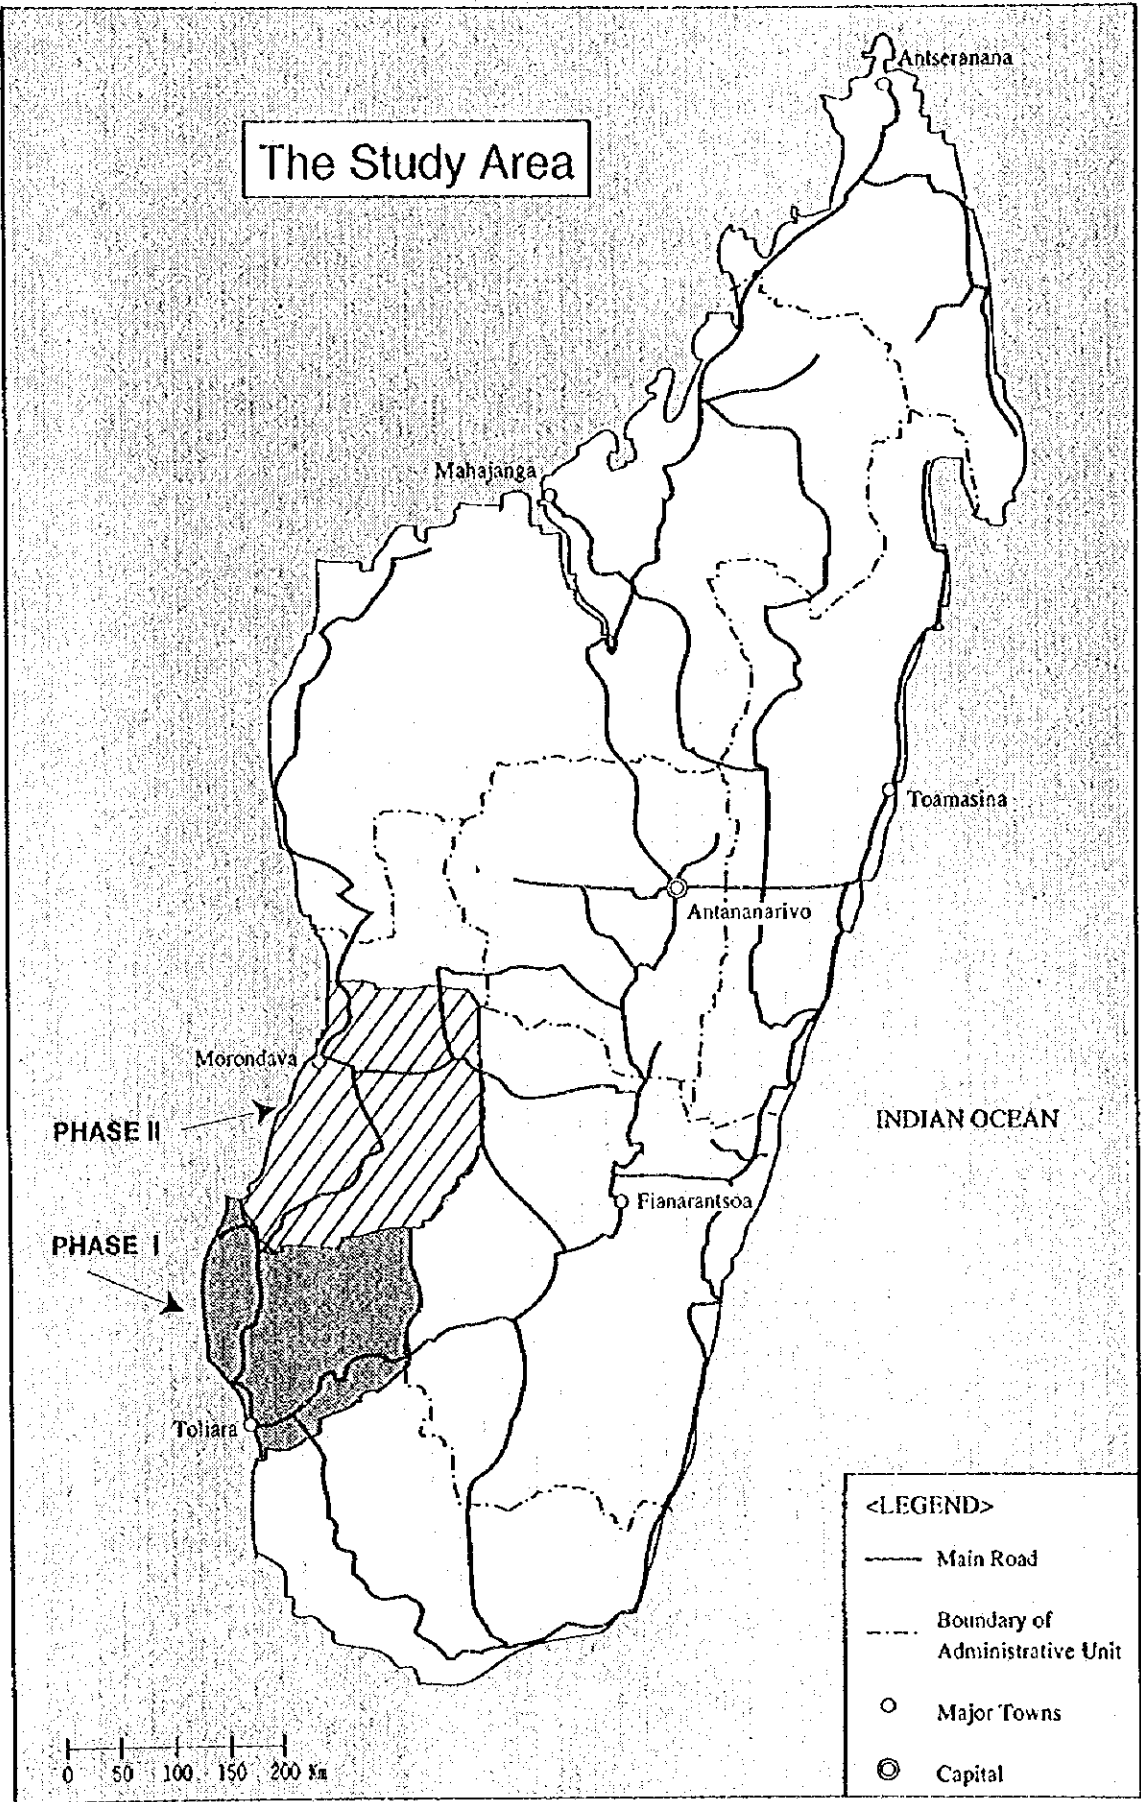 Antseranana
The Study Area
Mahajanga
Toamasina
Antananarivo
Morondava
PHASE II
INDIAN OCEAN
Fianarantsoa
PHASE I
Toliara
<LEGEND>
Main Road
Boundary of
Administrative Unit
Major Towns
Capital
0 50 100 150 200 Km